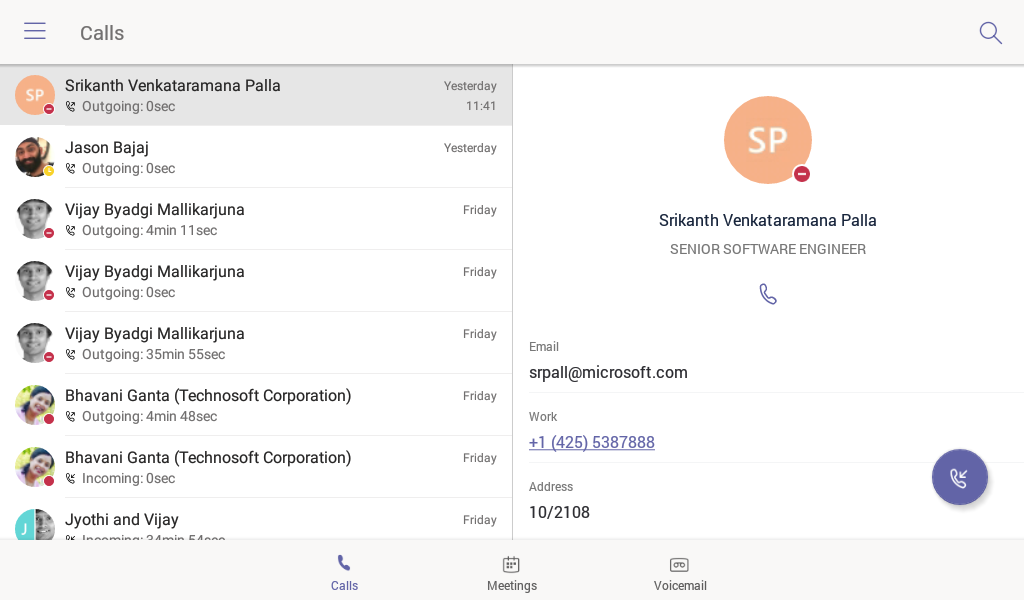 Calls
SP
Srikanth Venkataramana Palla
Yesterday
Outgoing: 0sec
11:41
Jason Bajaj
Yesterday
Outgoing: 0sec
Vijay Byadgi Mallikarjuna
Friday
Outgoing: 4min 11sec
Vijay Byadgi Mallikarjuna
Friday
Outgoing: 0sec
Vijay Byadgi Mallikarjuna
Friday
Outgoing: 35min 55sec
Bhavani Ganta (Technosoft Corporation)
Friday
Outgoing: 4min 48sec
Bhavani Ganta (Technosoft Corporation)
Friday
Incoming: 0sec
J
Jyothi and Vijay
Friday
Incoming: 34min 54sec
SP
Srikanth Venkataramana Palla
SENIOR SOFTWARE ENGINEER
Email
srpall@microsoft.com
Work
+1 (425) 5387888
Address
10/2108
Calls
Meetings
Voicemail